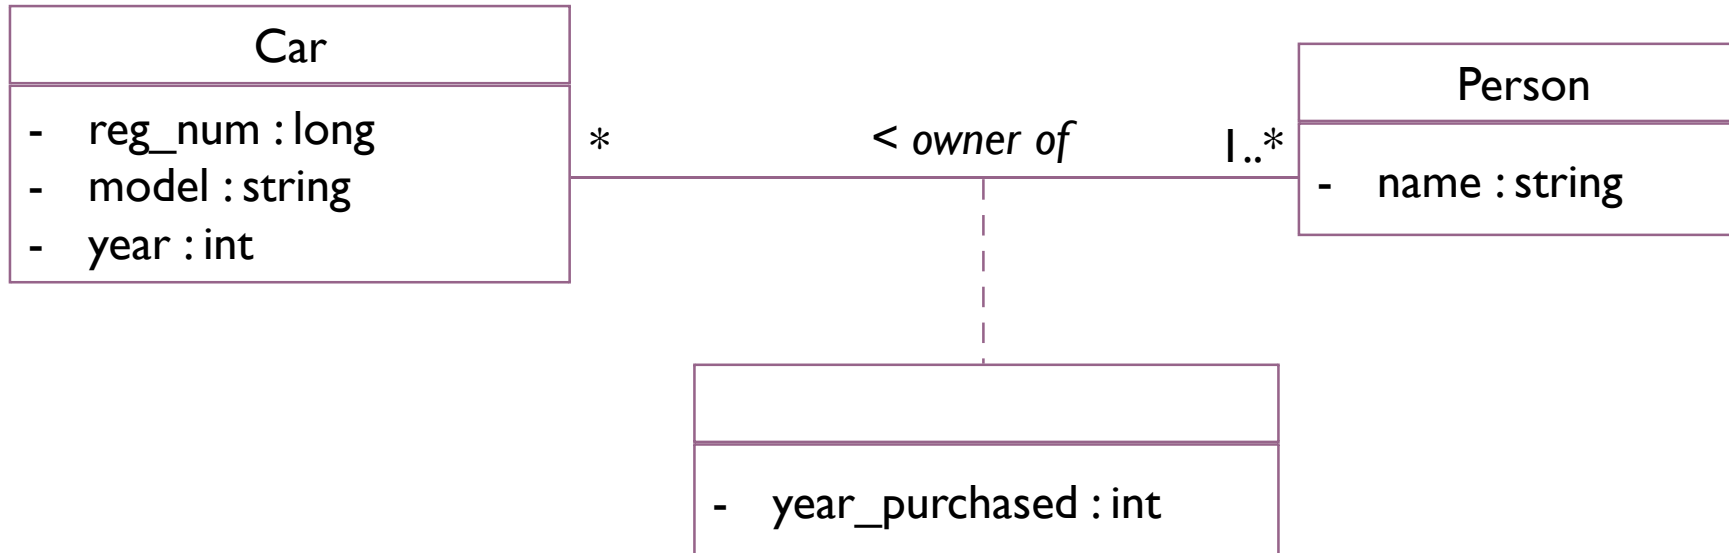 Car
- reg_num : long
- model : string
- year : int
* < owner of 1..*
Person
- name : string
- year_purchased : int